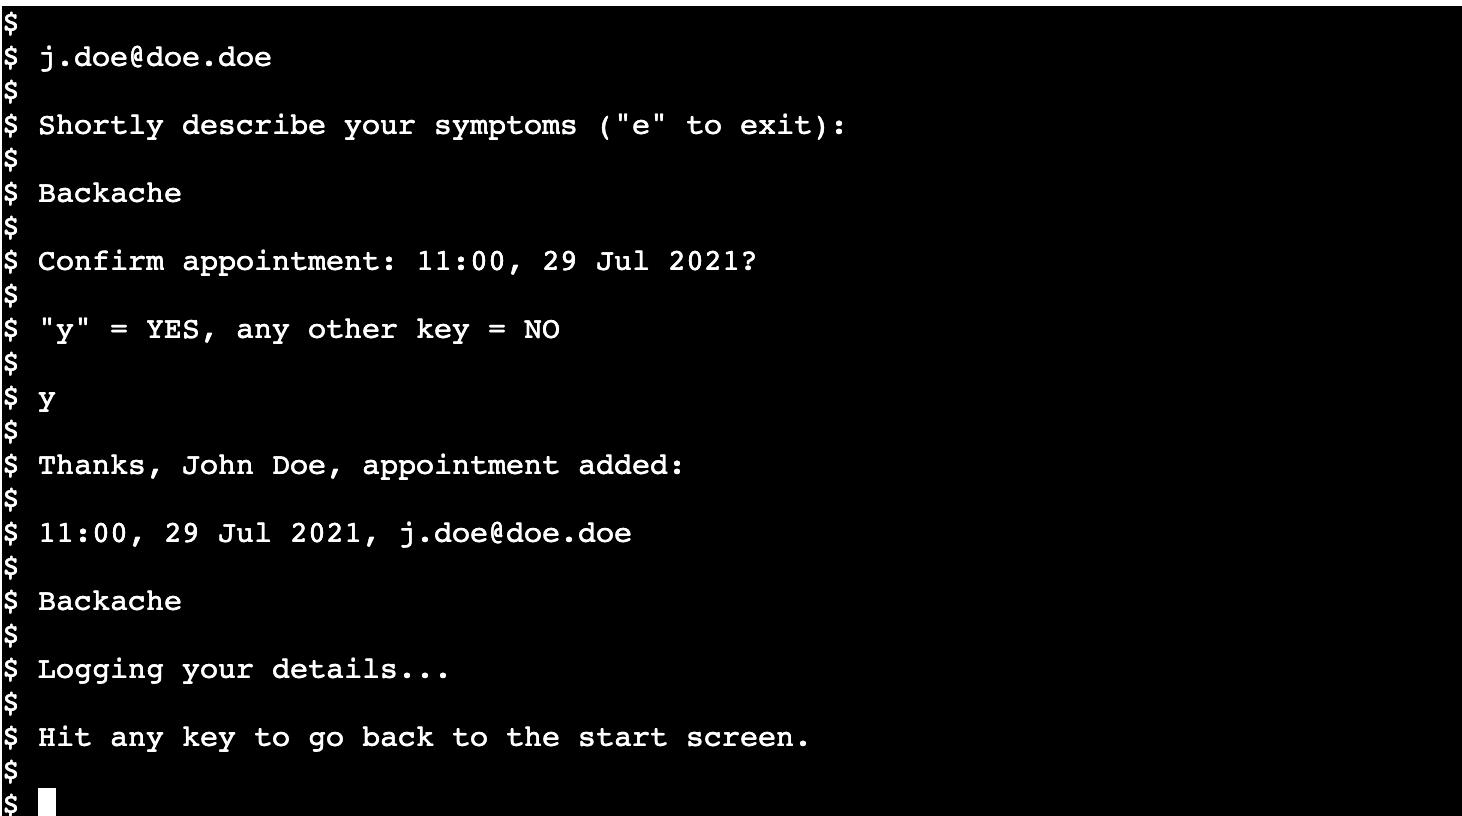 $
$ j.doe@doe.doe
$
$ Shortly describe your symptoms ("e" to exit):
$
$ Backache
$
$ Confirm appointment: 11:00, 29 Jul 2021?
$
$ "y" = YES, any other key = NO
$
$ y
$
$ Thanks, John Doe, appointment added:
$
$ 11:00, 29 Jul 2021, j.doe@doe.doe
$
$ Backache
$
$ Logging your details...
$
$ Hit any key to go back to the start screen.
$
$